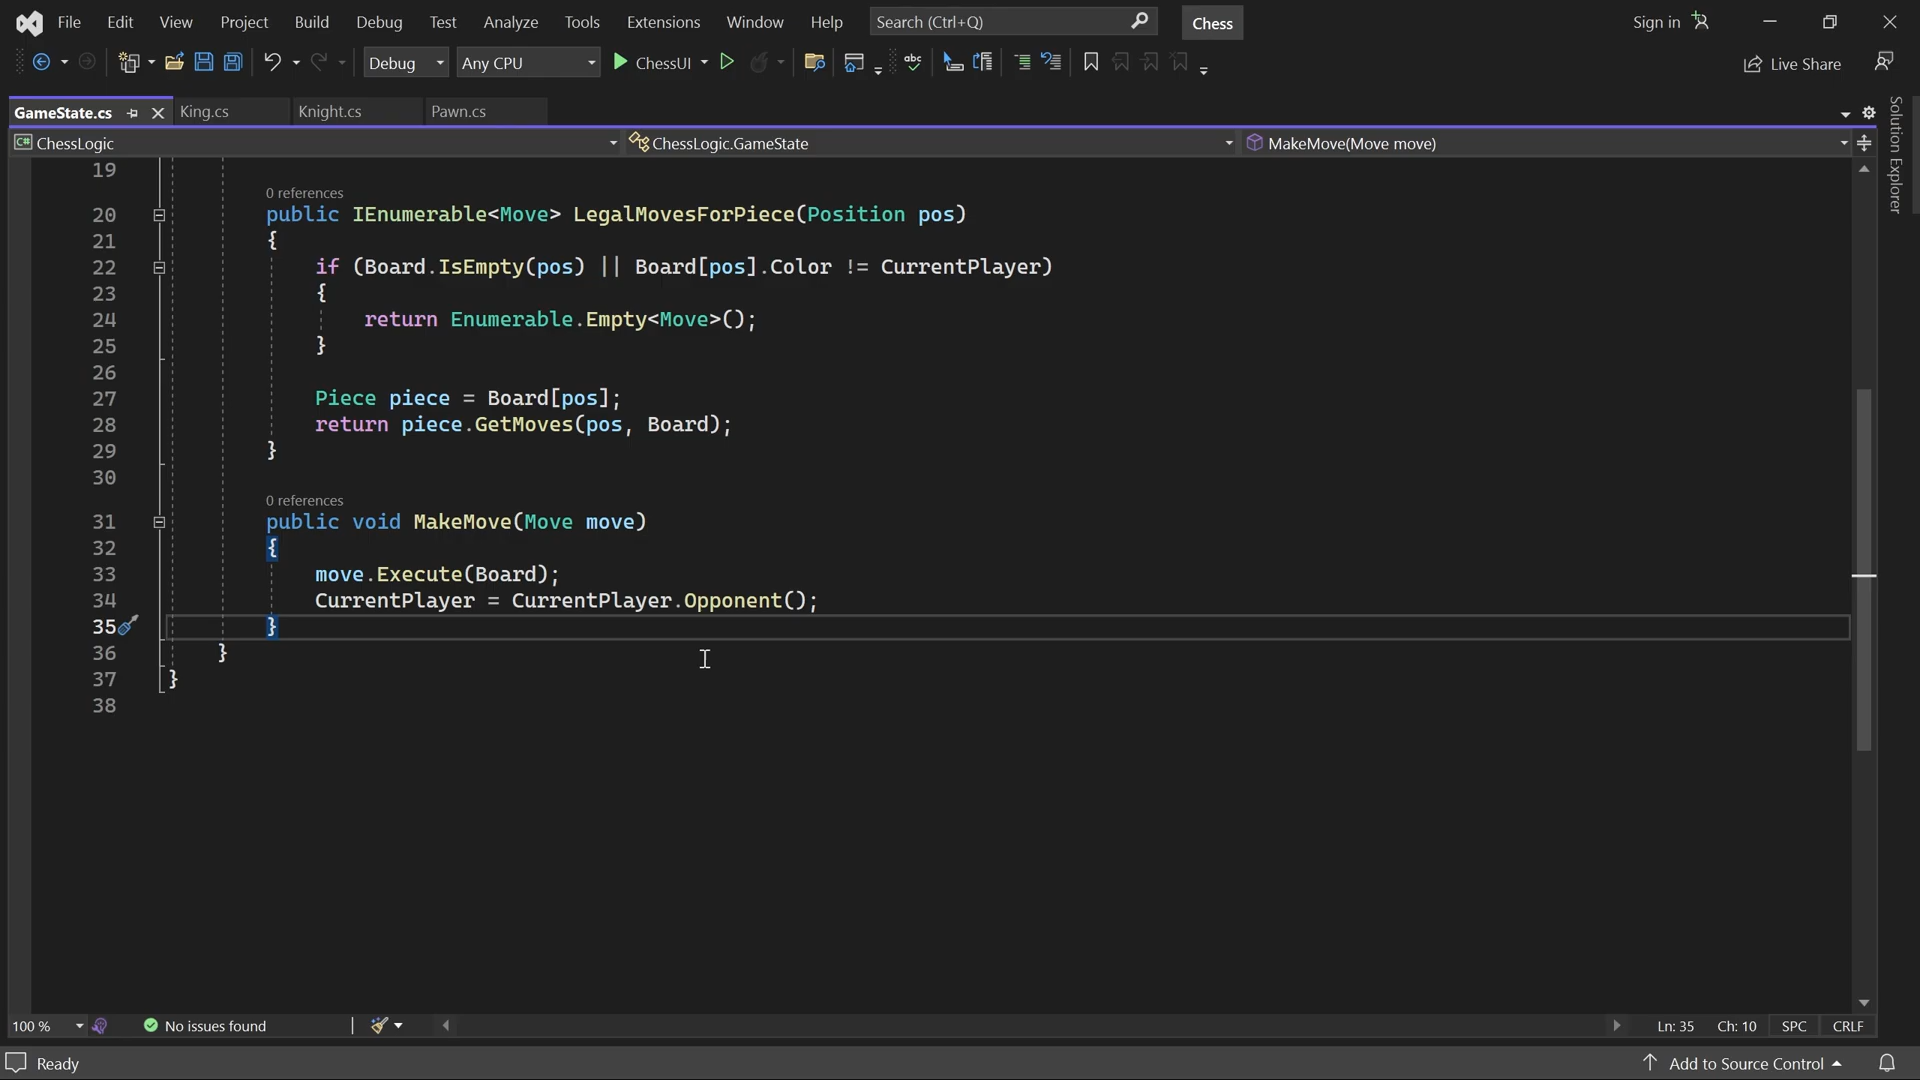 File Edit View Project Build Debug Test Analyze Tools Extensions Window Help Search (Ctrl+Q) Chess Sign in
Debug Any CPU ChessUI abc Live Share
GameState.cs King.cs Knight.cs Pawn.cs
C# ChessLogic ChessLogic.GameState MakeMove(Move move)
Solution Explorer
19
0 references
20 public IEnumerable<Move> LegalMovesForPiece(Position pos)
21 {
22 if (Board.IsEmpty(pos) || Board[pos].Color != CurrentPlayer)
23 {
24 return Enumerable.Empty<Move>();
25 }
26
27 Piece piece = Board[pos];
28 return piece.GetMoves(pos, Board);
29 }
30
0 references
31 public void MakeMove(Move move)
32 {
33 move.Execute(Board);
34 CurrentPlayer = CurrentPlayer.Opponent();
35 }
36 }
37 }
38
100 % No issues found Ln: 35 Ch: 10 SPC CRLF
Ready Add to Source Control